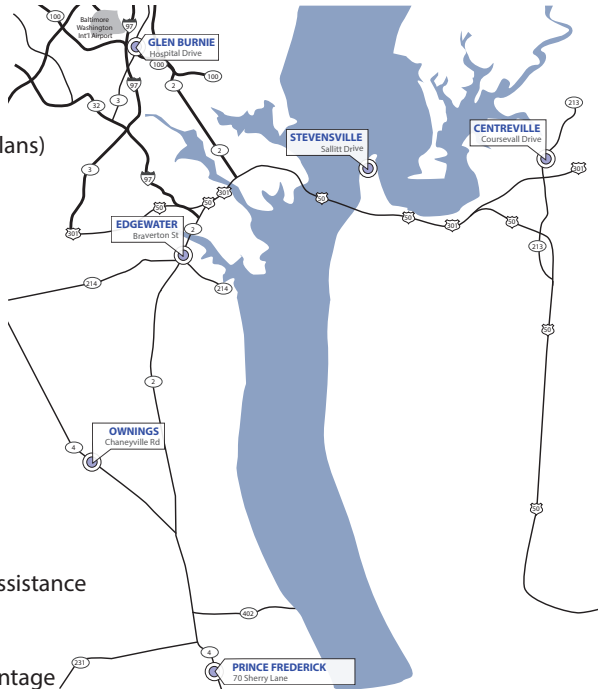 100
Baltimore
Washington
Int'l Airport
97
GLEN BURNIE
Hospital Drive
100
100
2
97
32
3
213
lans)
STEVENSVILLE
Sallitt Drive
CENTREVILLE
Coursevall Drive
2
3
97
301
301
50
50
50
50
301
50
EDGEWATER
Braverton St
2
301
213
214
214
50
2
OWNINGS
Chaneyville Rd
4
50
ssistance
402
4
231
PRINCE FREDERICK
70 Sherry Lane
ntage